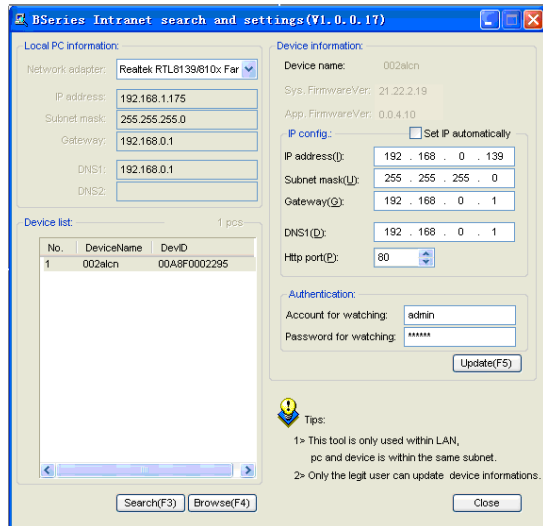 BSeries Intranet search and settings(V1.0.0.17)
Local PC information:
Network adapter: Realtek RTL8139/810x Far
IP address: 192.168.1.175
Subnet mask: 255.255.255.0
Gateway: 192.168.0.1
DNS1: 192.168.0.1
DNS2:
Device list: 1 pcs
No. DeviceName DevID
1 002alcn 00A8F0002295
Search(F3) Browse(F4)
Device information:
Device name: 002alcn
Sys. FirmwareVer: 21.22.2.19
App. FirmwareVer: 0.0.4.10
IP config.: Set IP automatically
IP address(I): 192 . 168 . 0 . 139
Subnet mask(U): 255 . 255 . 255 . 0
Gateway(G): 192 . 168 . 0 . 1
DNS1(D): 192 . 168 . 0 . 1
Http port(P): 80
Authentication:
Account for watching: admin
Password for watching: ******
Update(F5)
Tips:
1> This tool is only used within LAN,
pc and device is within the same subnet.
2> Only the legit user can update device informations.
Close